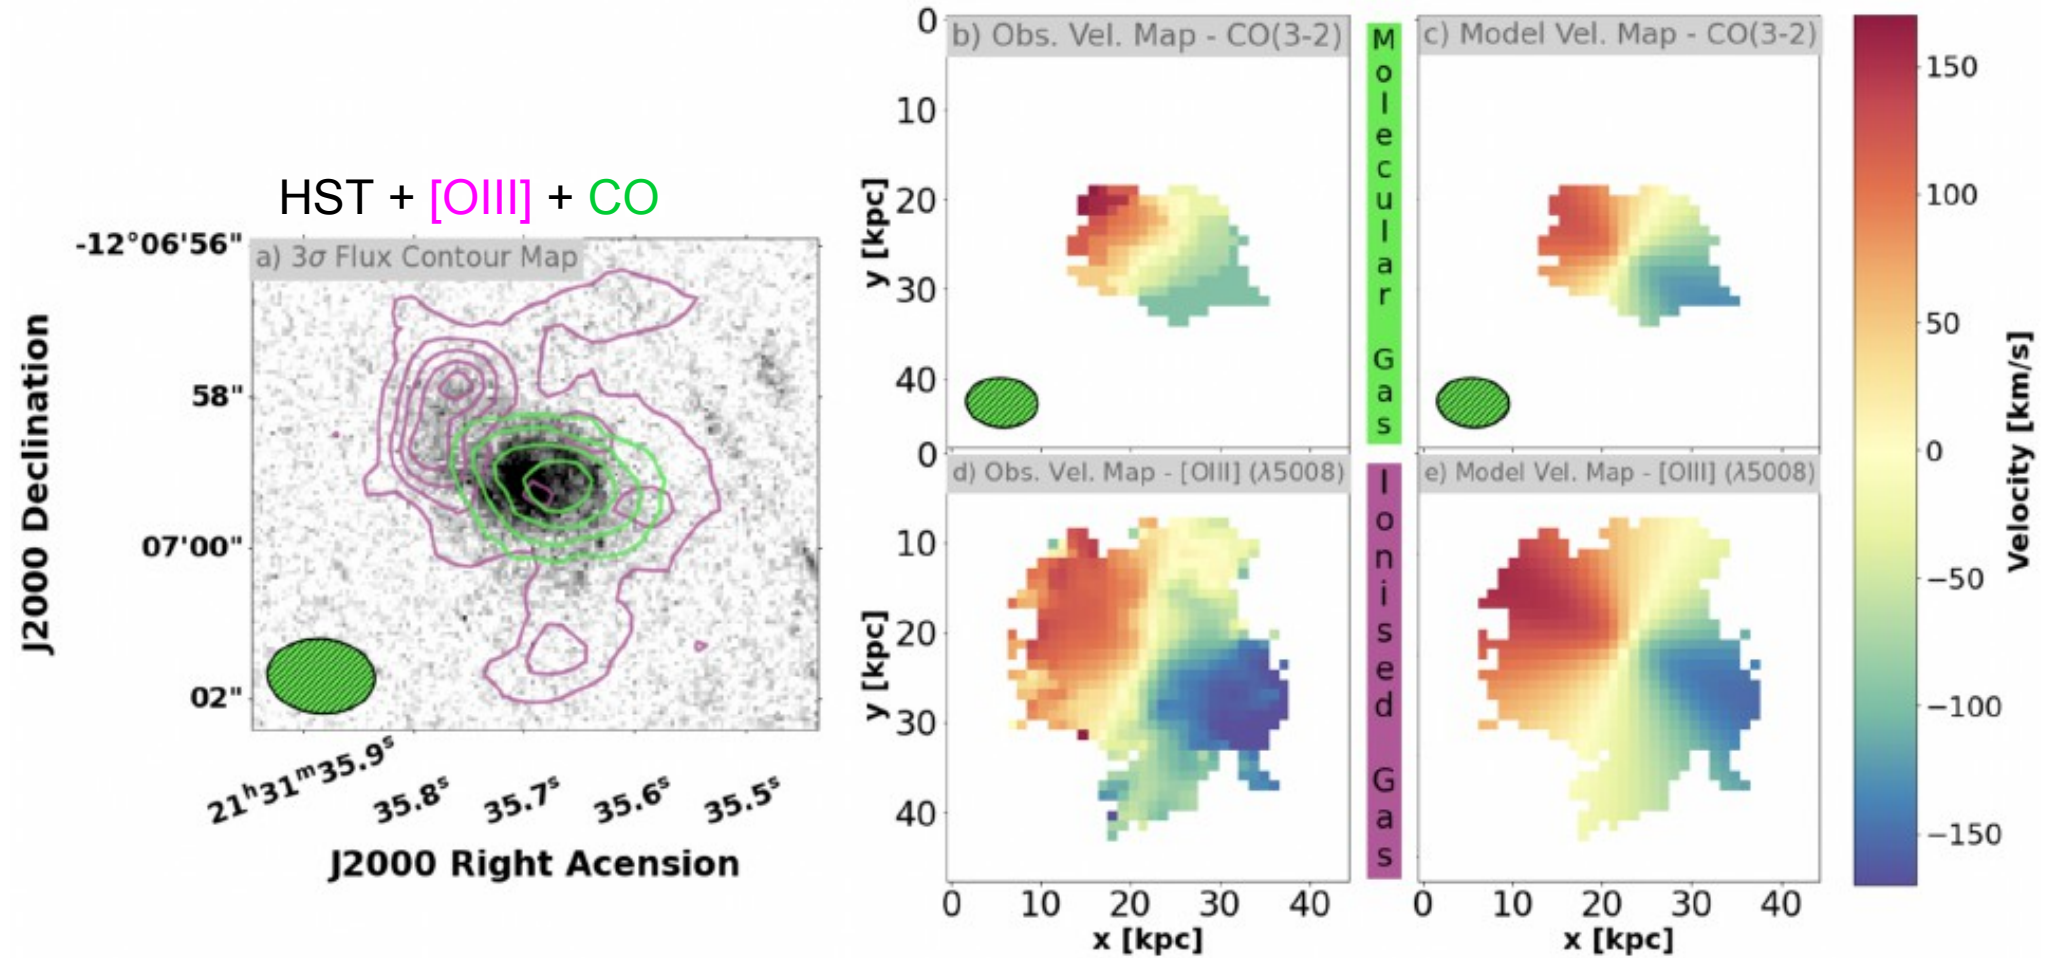 HST + [OIII] + CO
a) 3σ Flux Contour Map
-12°06'56"
58"
07'00"
02"
J2000 Declination
21ʰ31ᵐ35.9ˢ
35.8ˢ
35.7ˢ
35.6ˢ
35.5ˢ
J2000 Right Acension
b) Obs. Vel. Map - CO(3-2)
0
10
20
30
40
y [kpc]
Molecular Gas
c) Model Vel. Map - CO(3-2)
d) Obs. Vel. Map - [OIII] (λ5008)
0
10
20
30
40
y [kpc]
0 10 20 30 40
x [kpc]
Ionised Gas
e) Model Vel. Map - [OIII] (λ5008)
0 10 20 30 40
x [kpc]
150
100
50
0
−50
−100
−150
Velocity [km/s]